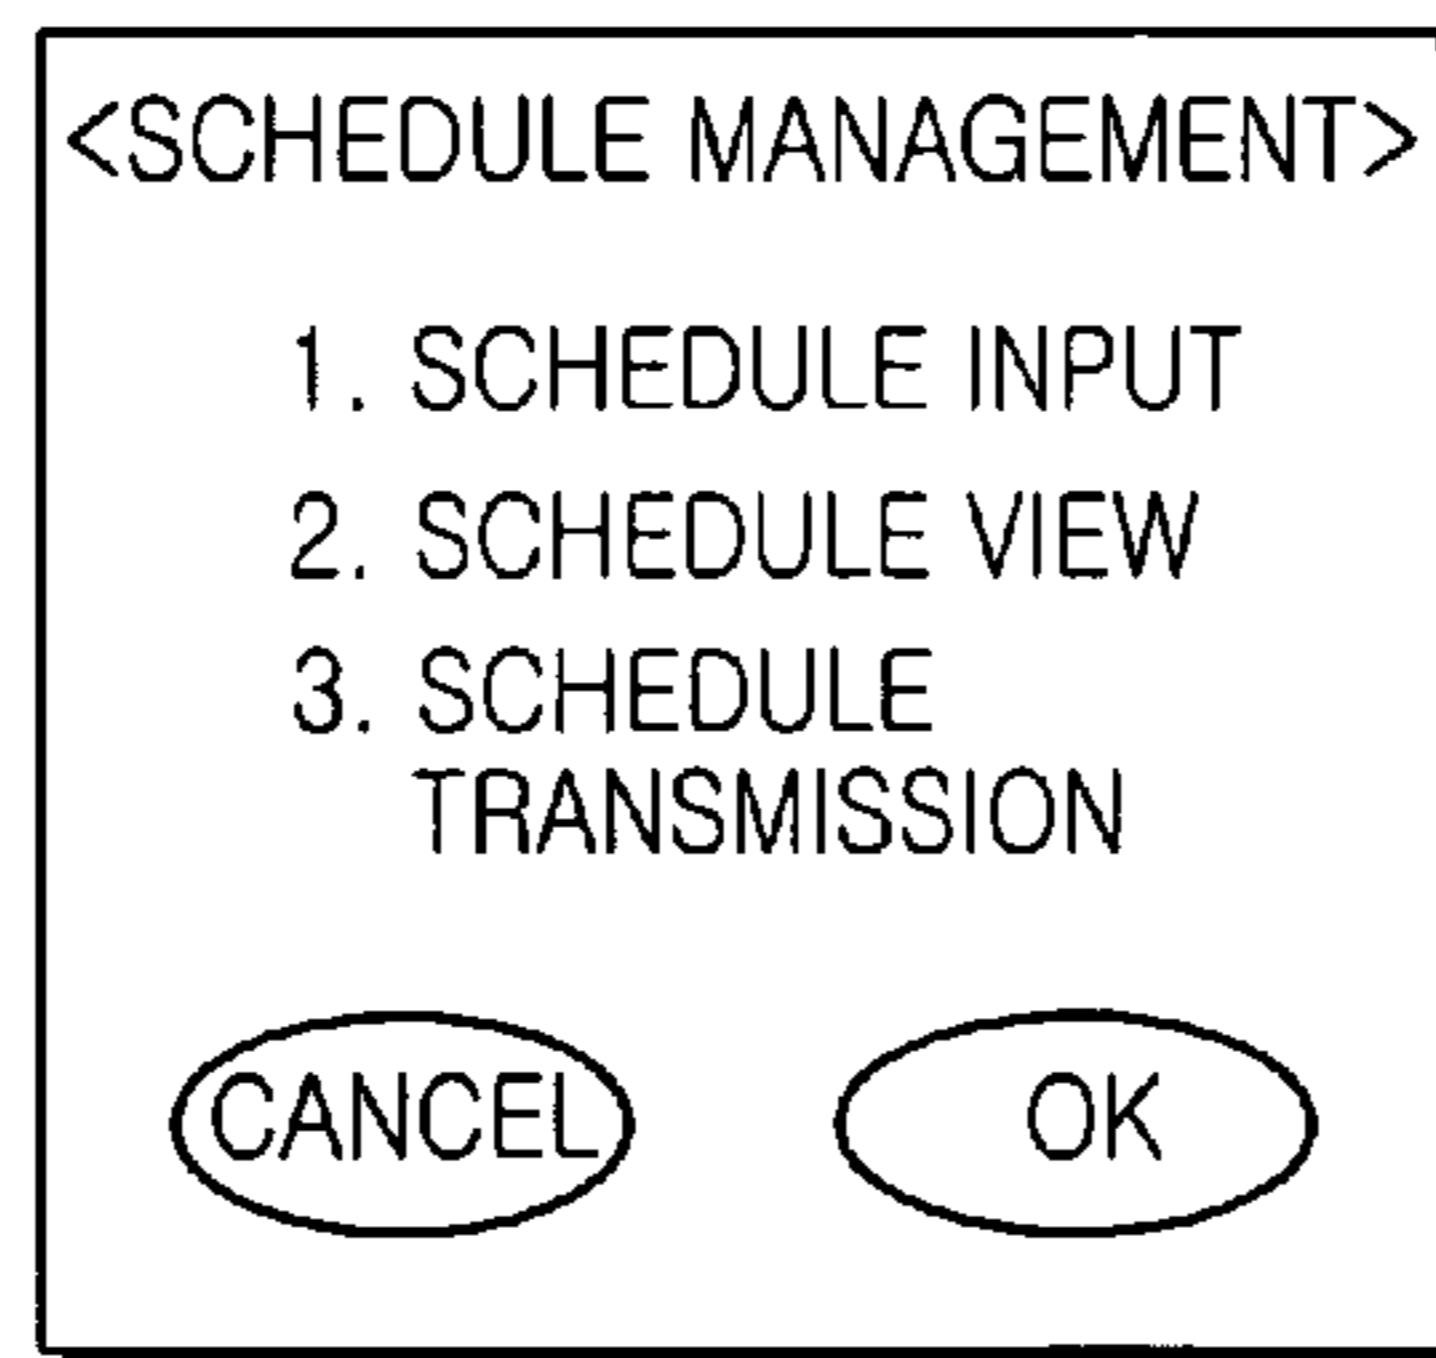 <SCHEDULE MANAGEMENT>
1. SCHEDULE INPUT
2. SCHEDULE VIEW
3. SCHEDULE
TRANSMISSION
CANCEL OK